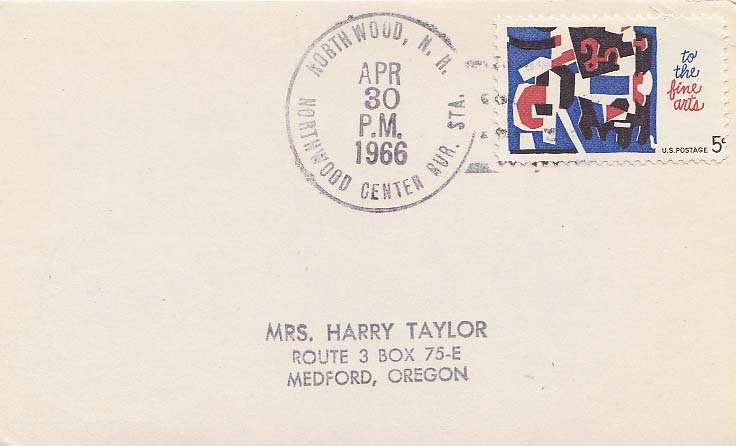 NORTHWOOD, N. H.
APR
30
P.M.
1966
NORTHWOOD CENTER RUR. STA.
to
the
fine
arts
U.S. POSTAGE 5c
MRS. HARRY TAYLOR
ROUTE 3 BOX 75-E
MEDFORD, OREGON